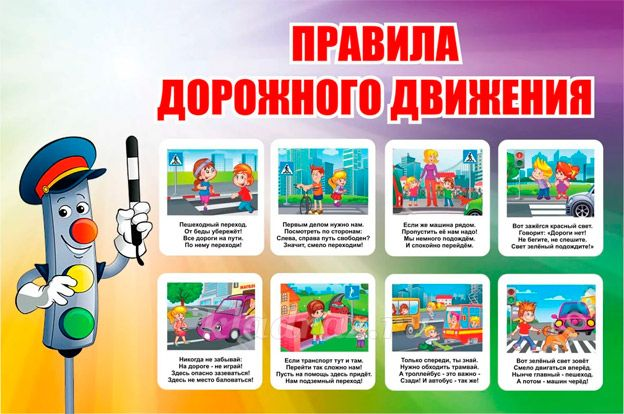 ПРАВИЛА
ДОРОЖНОГО ДВИЖЕНИЯ
Пешеходный переход.
От беды убережёт!
Все дороги на пути.
По нему переходи!
Первым делом нужно нам.
Посмотреть по сторонам:
Слева, справа путь свободен?
Значит, смело переходим!
Если же машина рядом.
Пропустить её нам надо!
Мы немного подождём.
И спокойно перейдём.
Вот зажёгся красный свет.
Говорит: «Дороги нет!
Не бегите, не спешите.
Свет зелёный подождите!»
Никогда не забывай:
На дороге - не играй!
Здесь опасно зазеваться!
Здесь не место баловаться!
Если транспорт тут и там.
Перейти так сложно нам!
Пусть на помощь здесь придёт.
Нам подземный переход!
Только спереди, ты знай.
Нужно обходить трамвай.
А троллейбус - это важно -
Сзади! И автобус - так же!
Вот зелёный свет зовёт
Смело двигаться вперёд.
Нынче главный - пешеход.
А потом - машин черёд!